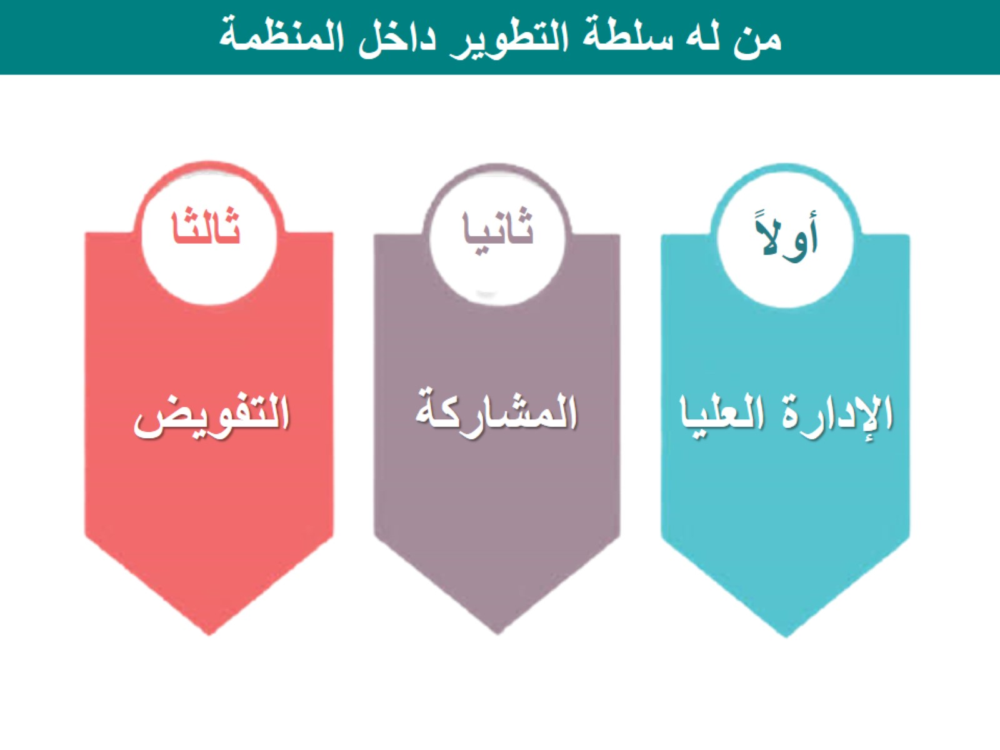 من له سلطة التطوير داخل المنظمة
أولاً
الإدارة العليا
ثانيا
المشاركة
ثالثا
التفويض